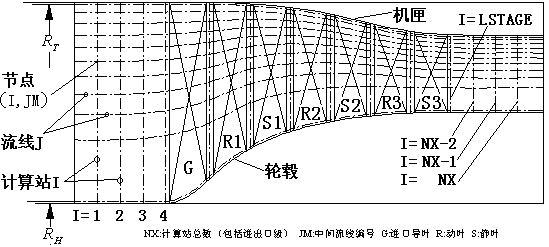 R_T
机匣
I=LSTAGE
节点
(I,JM)
流线J
计算站I
G
R1
S1
R2
S2
R3
S3
轮毂
I=NX-2
I=NX-1
I= NX
I= 1 2 3 4
R_H
NX:计算站总数（包括进出口级） JM:中间流线编号 G:进口导叶 R:动叶 S:静叶